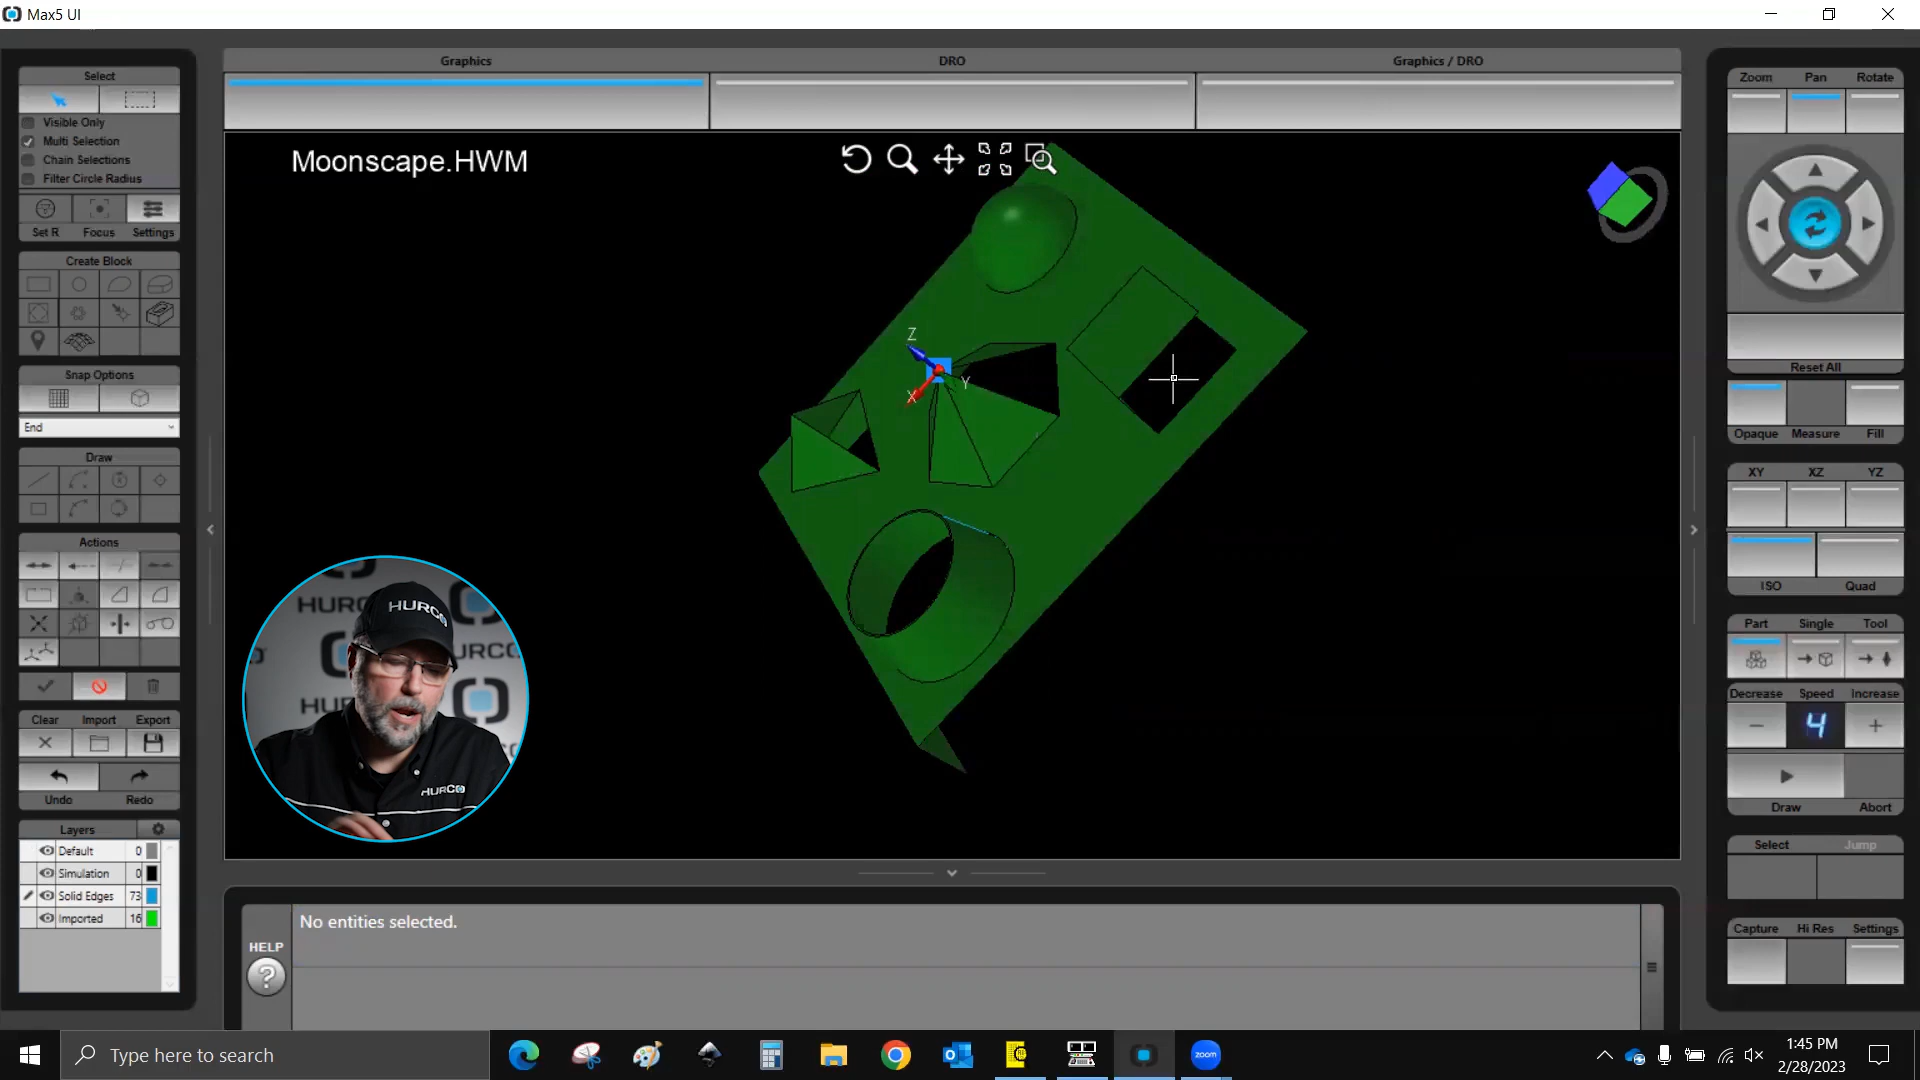 Max5 UI
Select
Visible Only
Multi Selection
Chain Selections
Filter Circle Radius
Set R Focus Settings
Create Block
Snap Options
End
Draw
Actions
Clear Import Export
Undo Redo
Layers
Default 0
Simulation 0
Solid Edges 73
Imported 16
Graphics DRO Graphics / DRO
Moonscape.HWM
Z
Y
X
HURCO
HURCO
No entities selected.
HELP
?
Zoom Pan Rotate
Reset All
Opaque Measure Fill
XY XZ YZ
ISO Quad
Part Single Tool
Decrease Speed Increase
4
Draw Abort
Select Jump
Capture Hi Res Settings
Type here to search
zoom
1:45 PM
2/28/2023